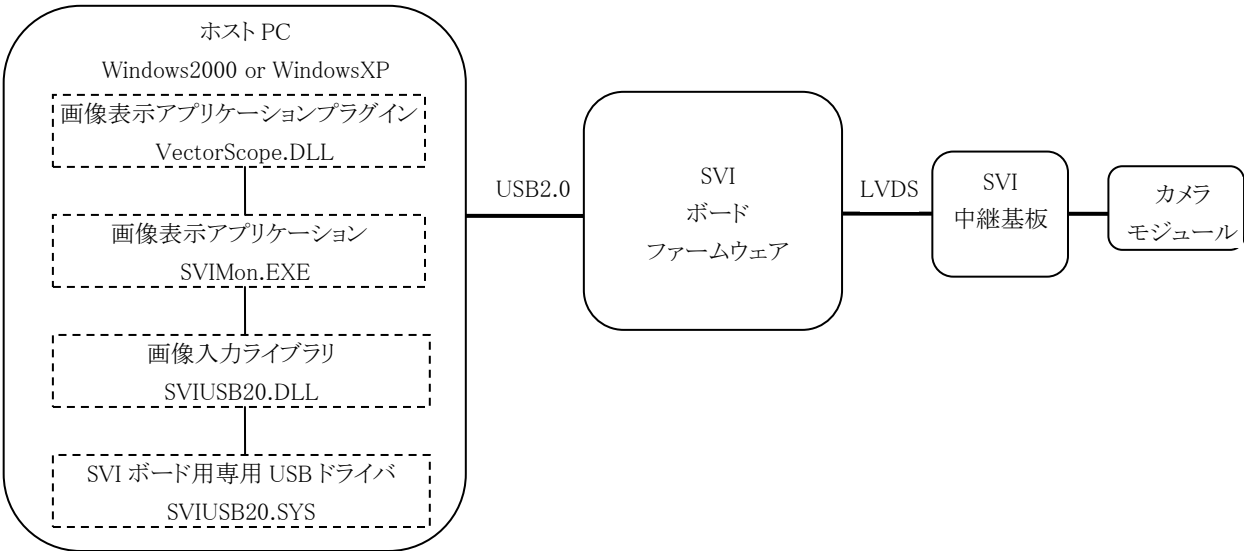 ホスト PC
Windows2000 or WindowsXP
画像表示アプリケーションプラグイン
VectorScope.DLL
画像表示アプリケーション
SVIMon.EXE
画像入力ライブラリ
SVIUSB20.DLL
SVI ボード用専用 USB ドライバ
SVIUSB20.SYS
USB2.0
SVI
ボード
ファームウェア
LVDS
SVI
中継基板
カメラ
モジュール